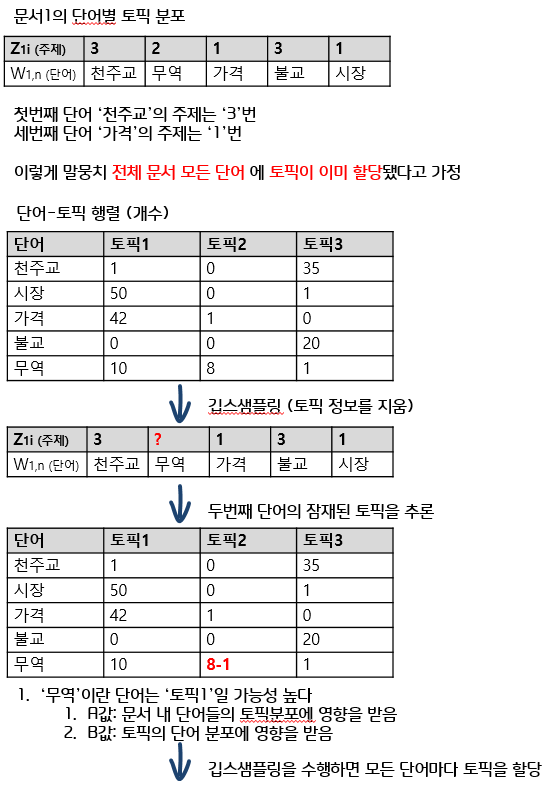 문서1의 단어별 토픽 분포
Z1i (주제) 3 2 1 3 1
W1,n (단어) 천주교 무역 가격 불교 시장
첫번째 단어 ‘천주교’의 주제는 ‘3’번
세번째 단어 ‘가격’의 주제는 ‘1’번
이렇게 말뭉치 전체 문서 모든 단어 에 토픽이 이미 할당됐다고 가정
단어-토픽 행렬 (개수)
단어 토픽1 토픽2 토픽3
천주교 1 0 35
시장 50 0 1
가격 42 1 0
불교 0 0 20
무역 10 8 1
깁스샘플링 (토픽 정보를 지움)
Z1i (주제) 3 ? 1 3 1
W1,n (단어) 천주교 무역 가격 불교 시장
두번째 단어의 잠재된 토픽을 추론
단어 토픽1 토픽2 토픽3
천주교 1 0 35
시장 50 0 1
가격 42 1 0
불교 0 0 20
무역 10 8-1 1
1. ‘무역’이란 단어는 ‘토픽1’일 가능성 높다
1. A값: 문서 내 단어들의 토픽분포에 영향을 받음
2. B값: 토픽의 단어 분포에 영향을 받음
깁스샘플링을 수행하면 모든 단어마다 토픽을 할당